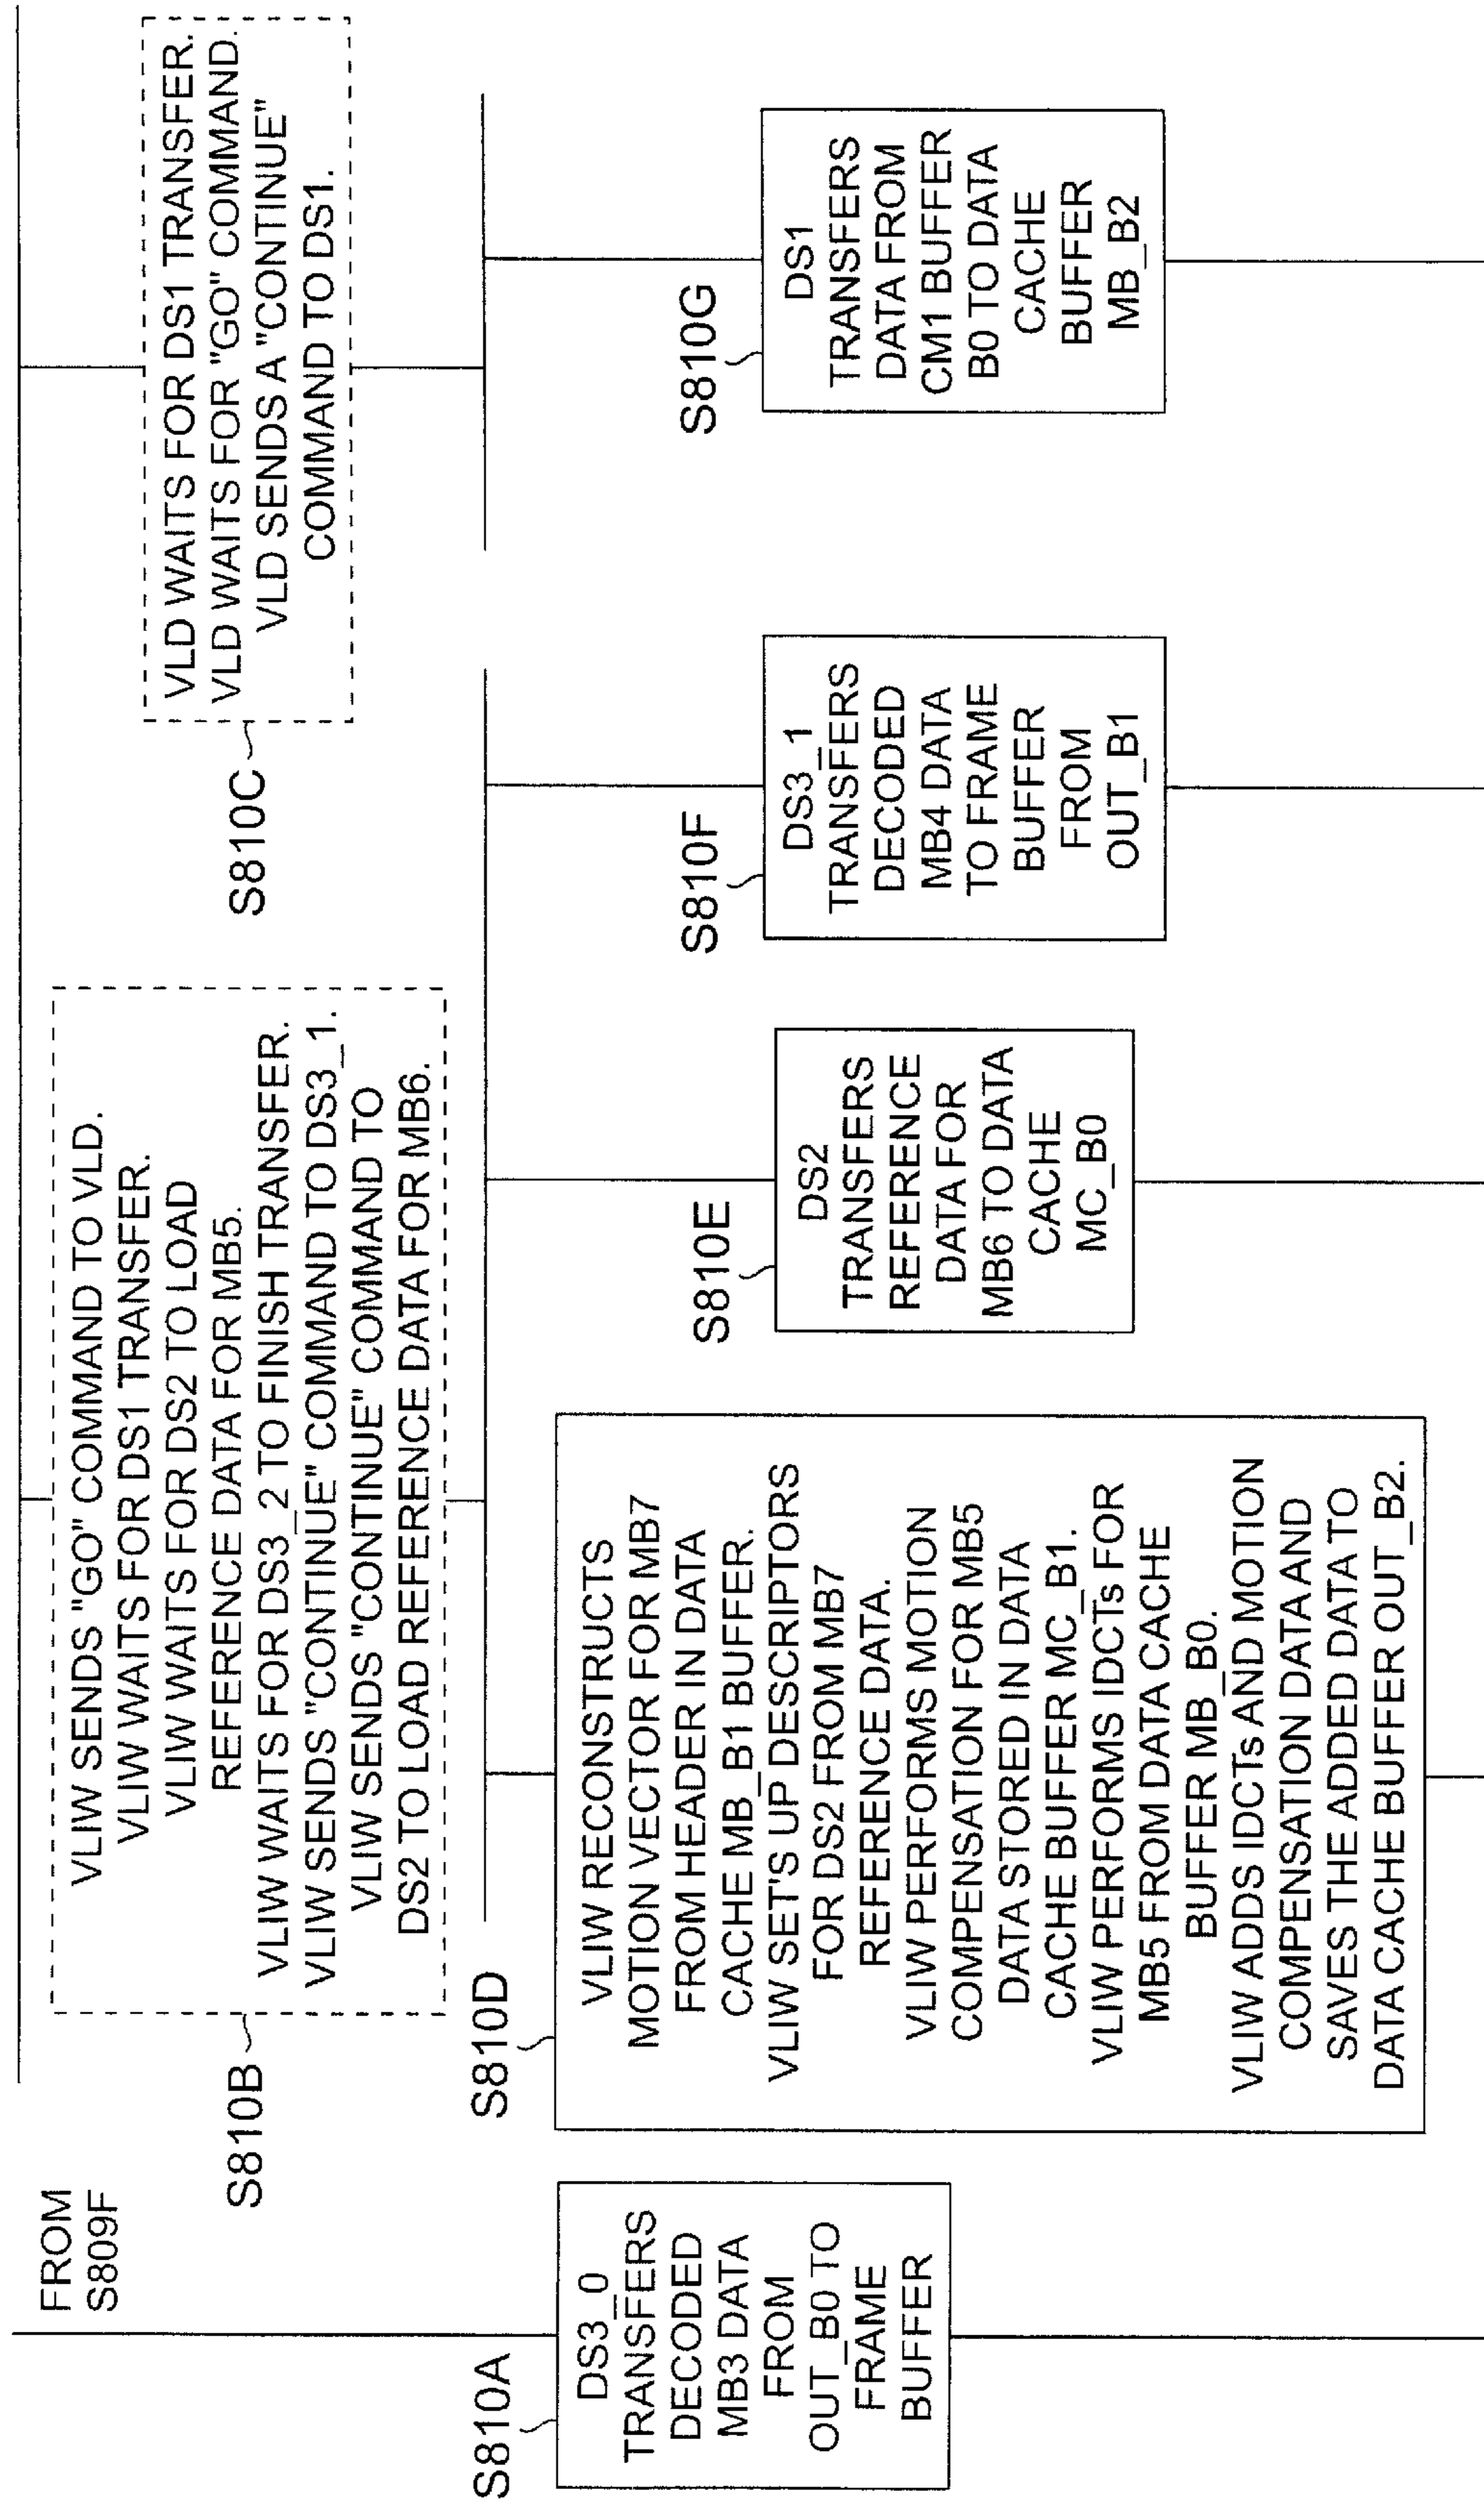 FROM
S809F
S810A
DS3_0
TRANSFERS
DECODED
MB3 DATA
FROM
OUT_B0 TO
FRAME
BUFFER
S810B
VLIW SENDS "GO" COMMAND TO VLD.
VLIW WAITS FOR DS1 TRANSFER.
VLIW WAITS FOR DS2 TO LOAD
REFERENCE DATA FOR MB5.
VLIW WAITS FOR DS3_2 TO FINISH TRANSFER.
VLIW SENDS "CONTINUE" COMMAND TO DS3_1.
VLIW SENDS "CONTINUE" COMMAND TO
DS2 TO LOAD REFERENCE DATA FOR MB6.
S810C
VLD WAITS FOR DS1 TRANSFER.
VLD WAITS FOR "GO" COMMAND.
VLD SENDS A "CONTINUE"
COMMAND TO DS1.
S810D
VLIW RECONSTRUCTS
MOTION VECTOR FOR MB7
FROM HEADER IN DATA
CACHE MB_B1 BUFFER.
VLIW SET'S UP DESCRIPTORS
FOR DS2 FROM MB7
REFERENCE DATA.
VLIW PERFORMS MOTION
COMPENSATION FOR MB5
DATA STORED IN DATA
CACHE BUFFER MC_B1.
VLIW PERFORMS IDCTs FOR
MB5 FROM DATA CACHE
BUFFER MB_B0.
VLIW ADDS IDCTs AND MOTION
COMPENSATION DATA AND
SAVES THE ADDED DATA TO
DATA CACHE BUFFER OUT_B2.
S810E
DS2
TRANSFERS
REFERENCE
DATA FOR
MB6 TO DATA
CACHE
MC_B0
S810F
DS3_1
TRANSFERS
DECODED
MB4 DATA
TO FRAME
BUFFER
FROM
OUT_B1
S810G
DS1
TRANSFERS
DATA FROM
CM1 BUFFER
B0 TO DATA
CACHE
BUFFER
MB_B2